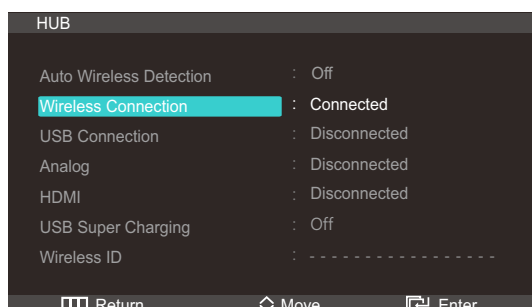 HUB
Auto Wireless Detection : Off
Wireless Connection : Connected
USB Connection : Disconnected
Analog : Disconnected
HDMI : Disconnected
USB Super Charging : Off
Wireless ID : - - - - - - - - - - - - - - - - -
Return Move Enter